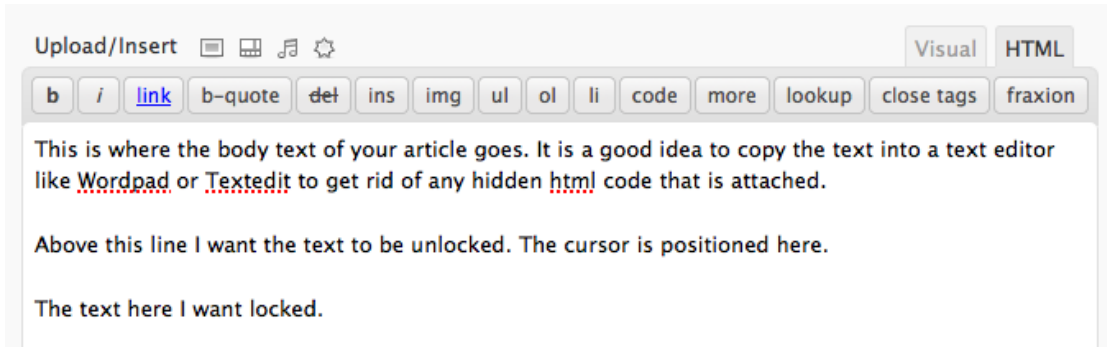 Upload/Insert Visual HTML
b i link b-quote del ins img ul ol li code more lookup close tags fraxion
This is where the body text of your article goes. It is a good idea to copy the text into a text editor
like Wordpad or Textedit to get rid of any hidden html code that is attached.
Above this line I want the text to be unlocked. The cursor is positioned here.
The text here I want locked.